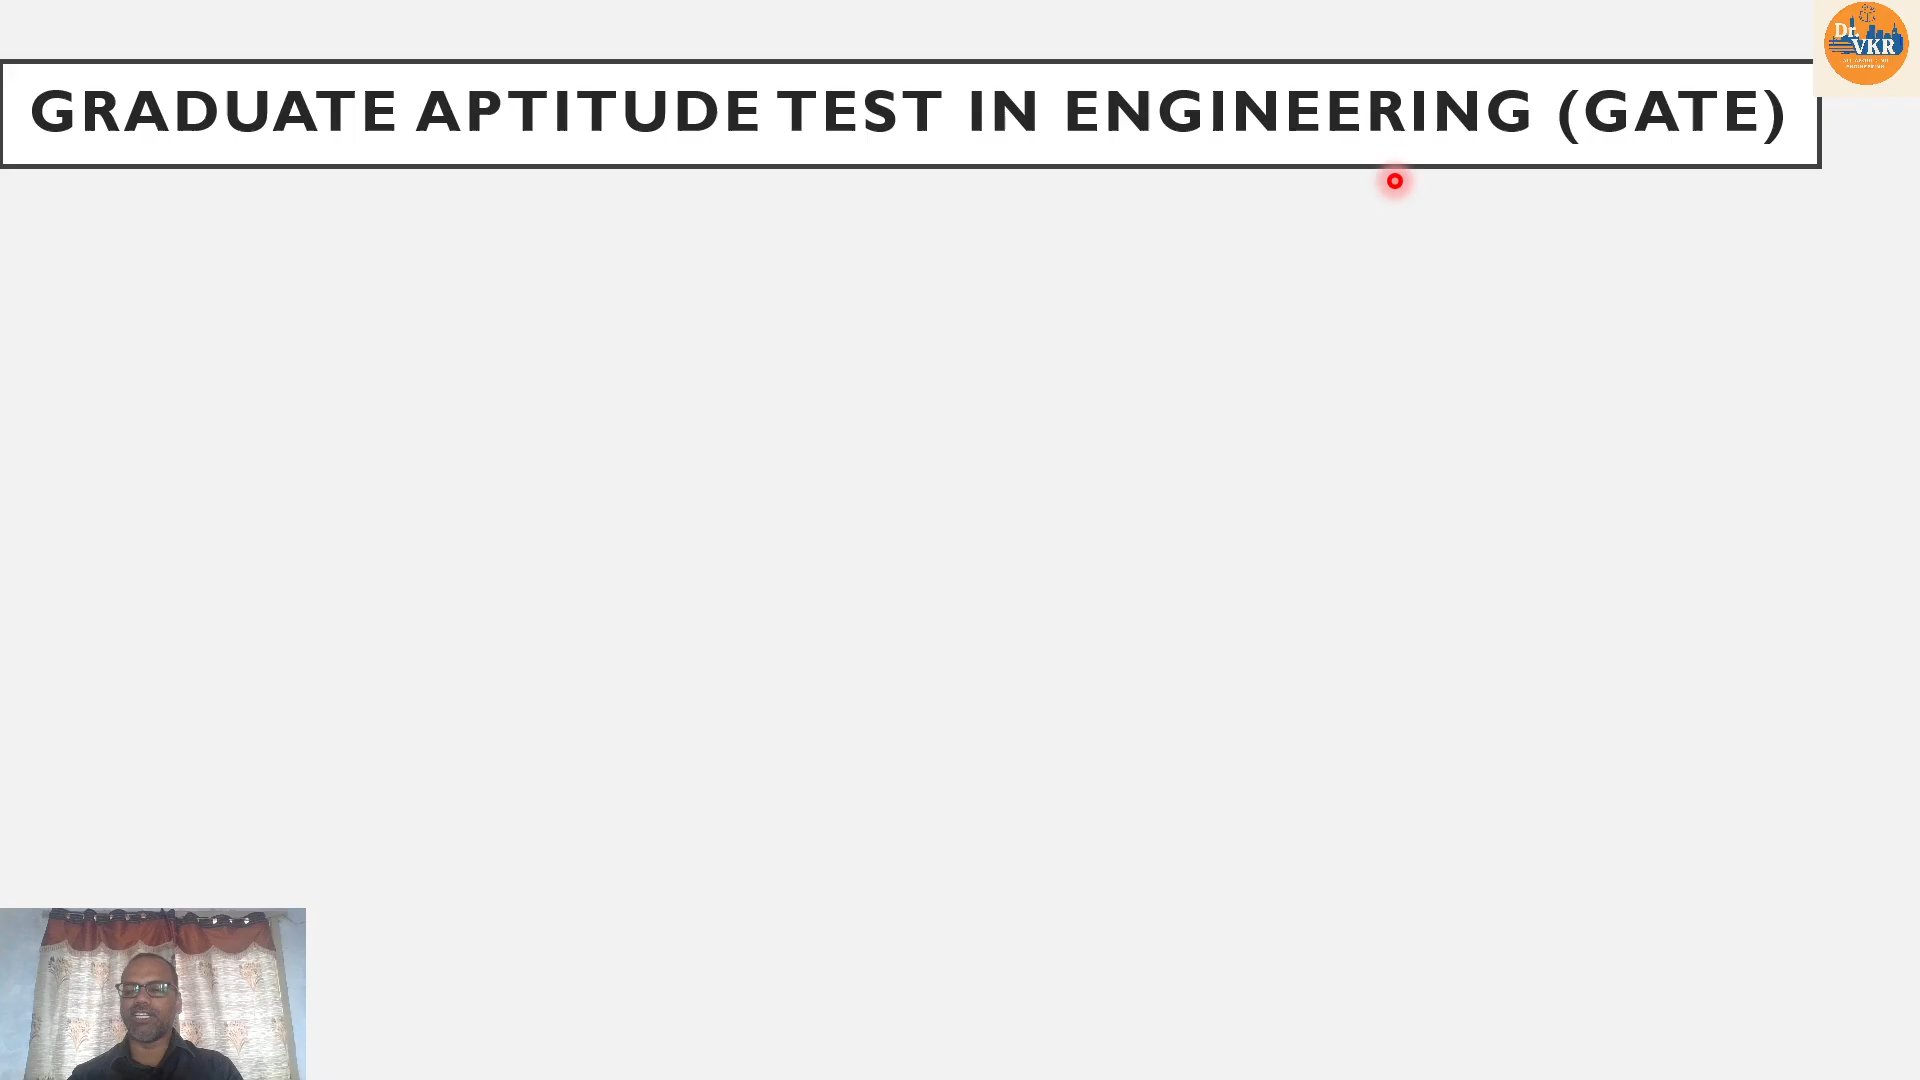 GRADUATE APTITUDE TEST IN ENGINEERING (GATE)
Dr.
VKR